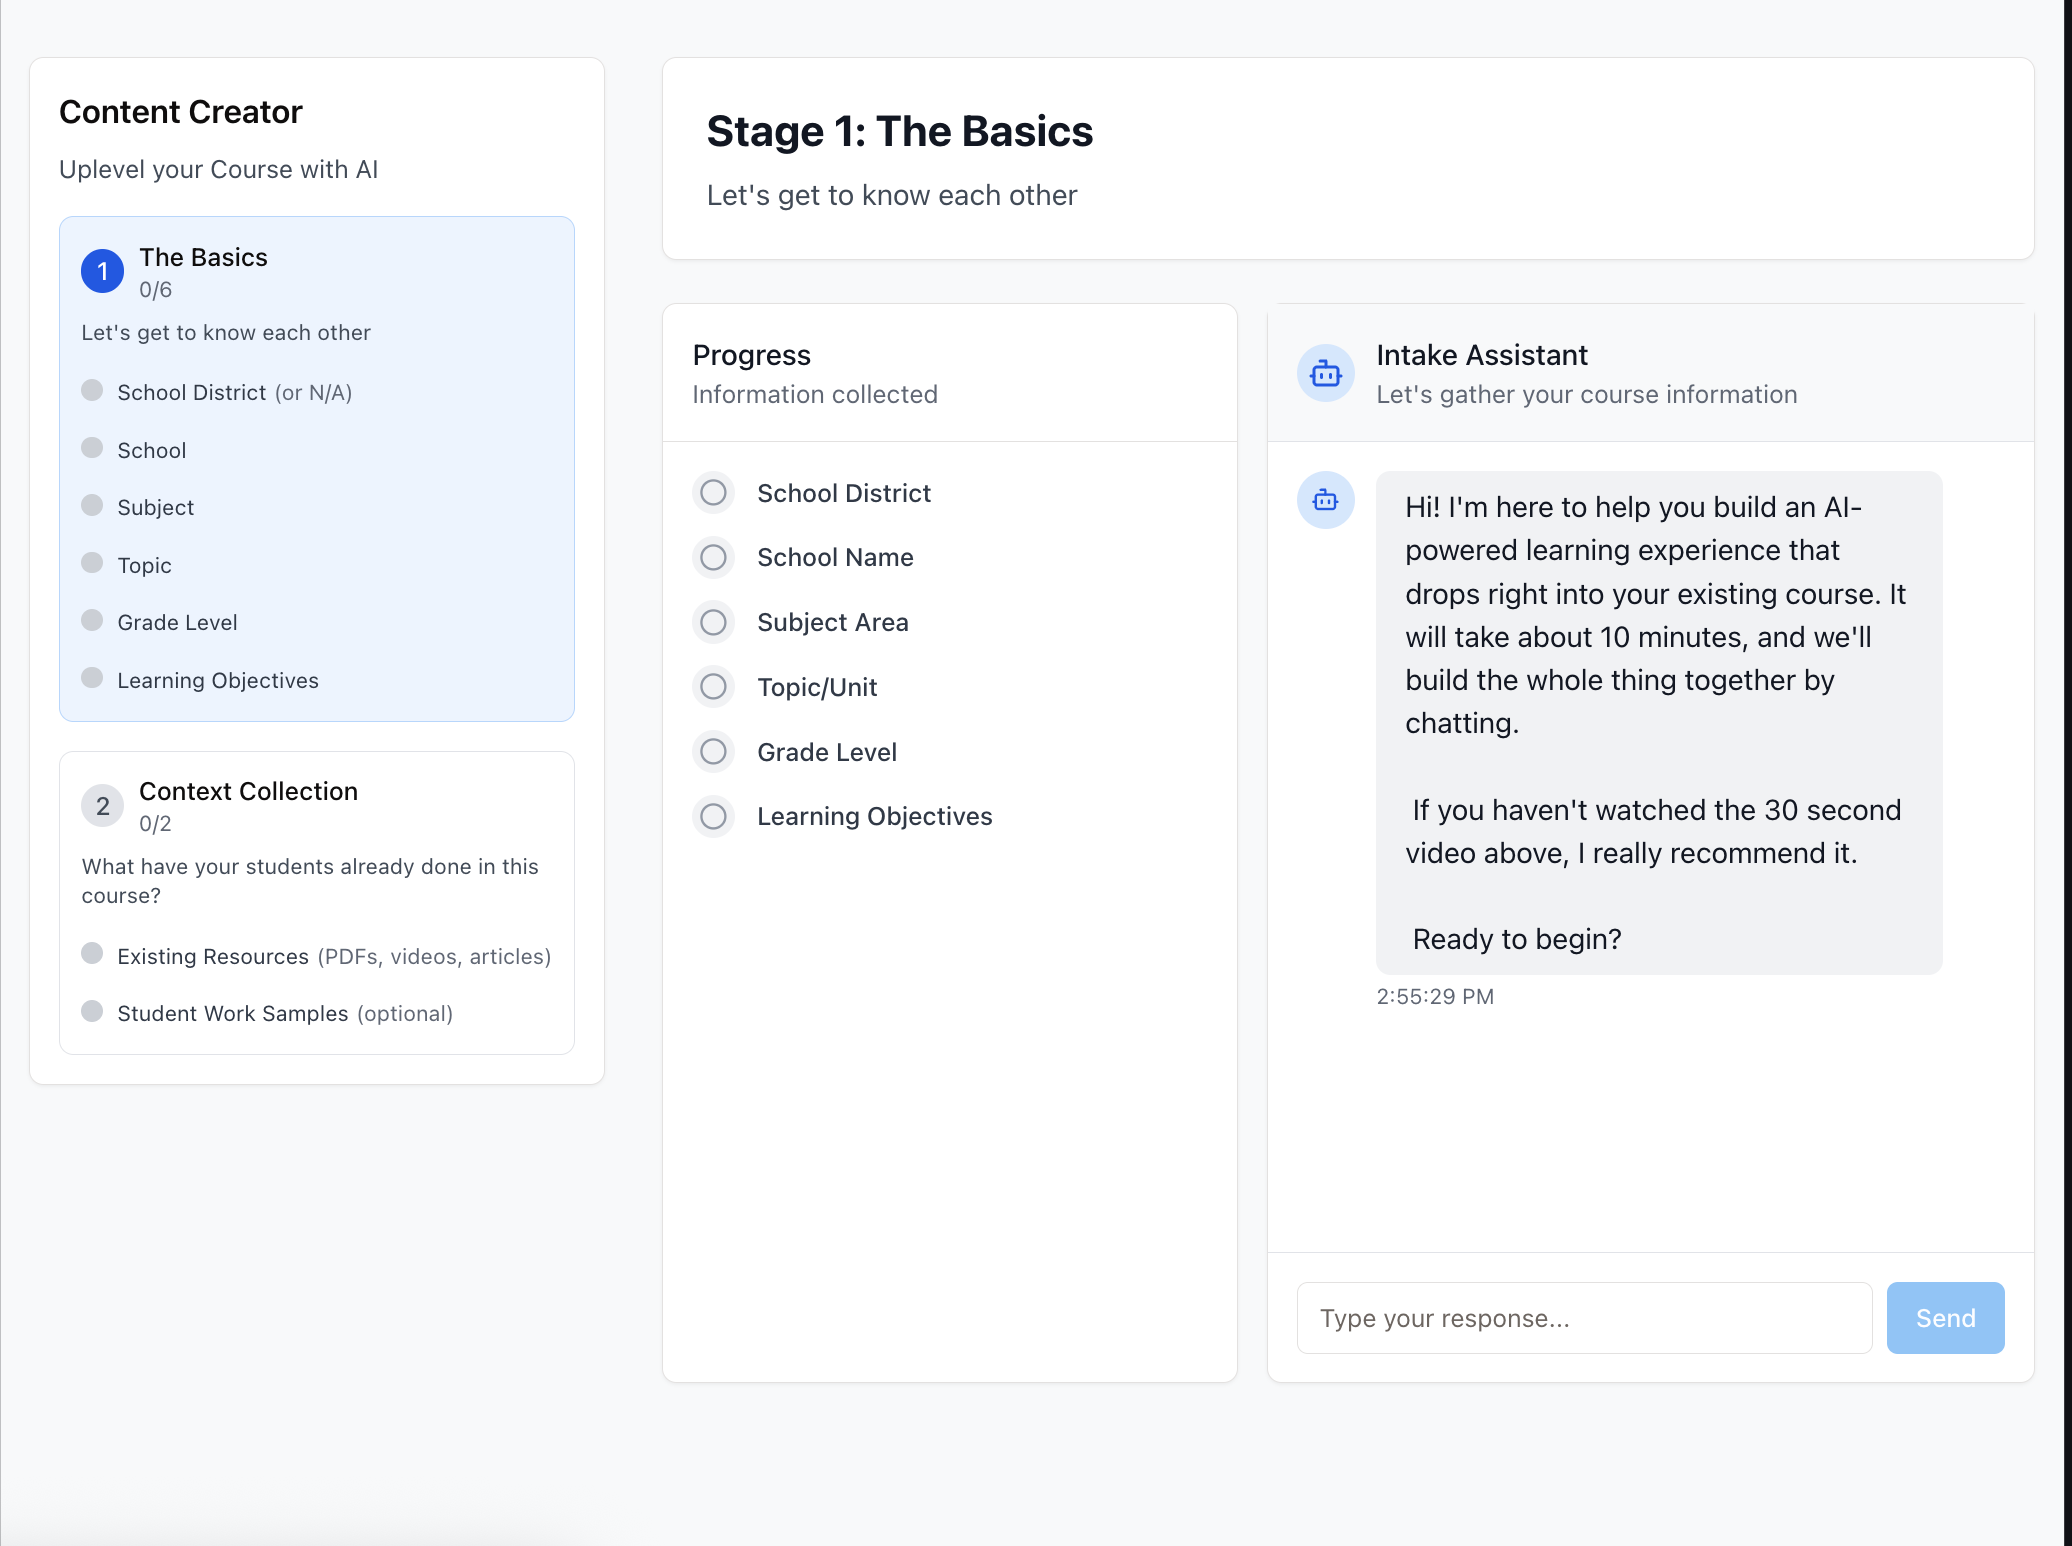 Content Creator
Uplevel your Course with AI
1
The Basics
0/6
Let's get to know each other
School District (or N/A)
School
Subject
Topic
Grade Level
Learning Objectives
2
Context Collection
0/2
What have your students already done in this
course?
Existing Resources (PDFs, videos, articles)
Student Work Samples (optional)
Stage 1: The Basics
Let's get to know each other
Progress
Information collected
School District
School Name
Subject Area
Topic/Unit
Grade Level
Learning Objectives
Intake Assistant
Let's gather your course information
Hi! I'm here to help you build an AI-
powered learning experience that
drops right into your existing course. It
will take about 10 minutes, and we'll
build the whole thing together by
chatting.
If you haven't watched the 30 second
video above, I really recommend it.
Ready to begin?
2:55:29 PM
Type your response...
Send